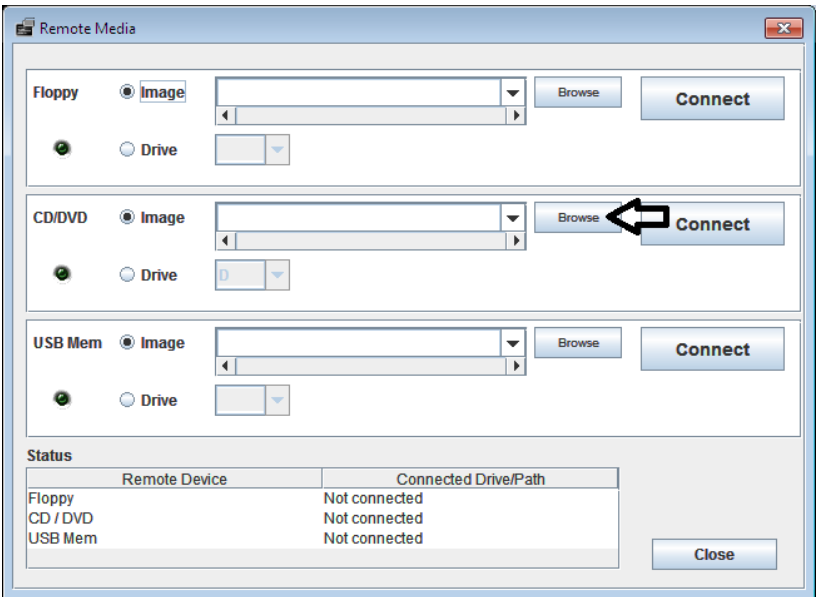 Remote Media
Floppy Image Browse Connect
Drive
CD/DVD Image Browse Connect
Drive D
USB Mem Image Browse Connect
Drive
Status
Remote Device Connected Drive/Path
Floppy Not connected
CD / DVD Not connected
USB Mem Not connected
Close